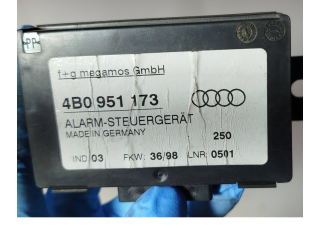 PP
f+g megamos GmbH
4B0 951 173
ALARM-STEUERGERÄT
MADE IN GERMANY 250
IND 03 FKW: 36/98 LNR: 0501